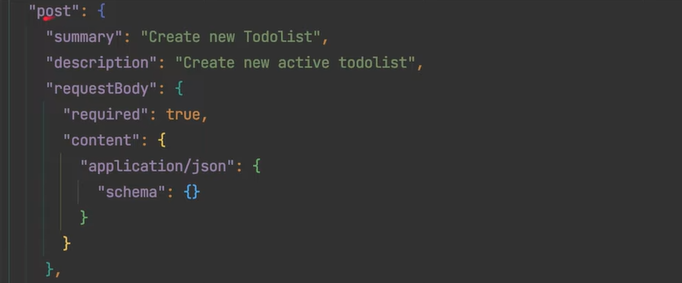 "post": {
"summary": "Create new Todolist",
"description": "Create new active todolist",
"requestBody": {
"required": true,
"content": {
"application/json": {
"schema": {}
}
}
},